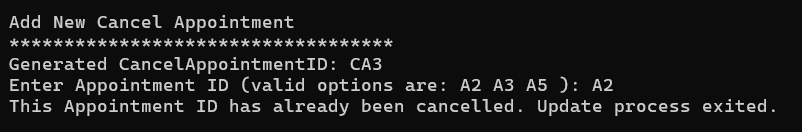 Add New Cancel Appointment
***********************************
Generated CancelAppointmentID: CA3
Enter Appointment ID (valid options are: A2 A3 A5 ): A2
This Appointment ID has already been cancelled. Update process exited.